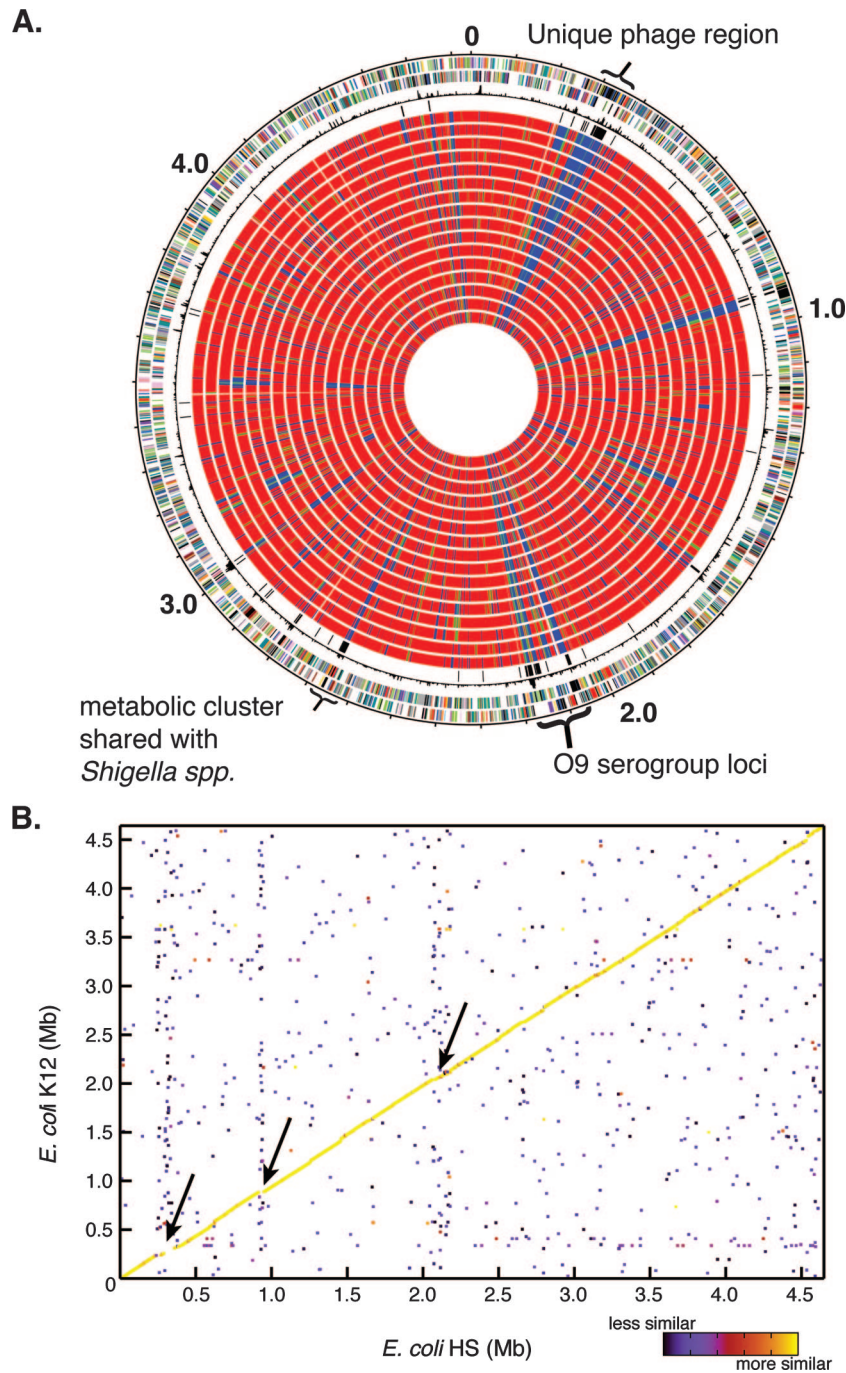 A.
0
Unique phage region
4.0
1.0
3.0
2.0
metabolic cluster
shared with
Shigella spp.
O9 serogroup loci
B.
4.5
4.0
3.5
3.0
2.5
2.0
1.5
1.0
0.5
0
E. coli K12 (Mb)
0.5 1.0 1.5 2.0 2.5 3.0 3.5 4.0 4.5
E. coli HS (Mb)
less similar
more similar